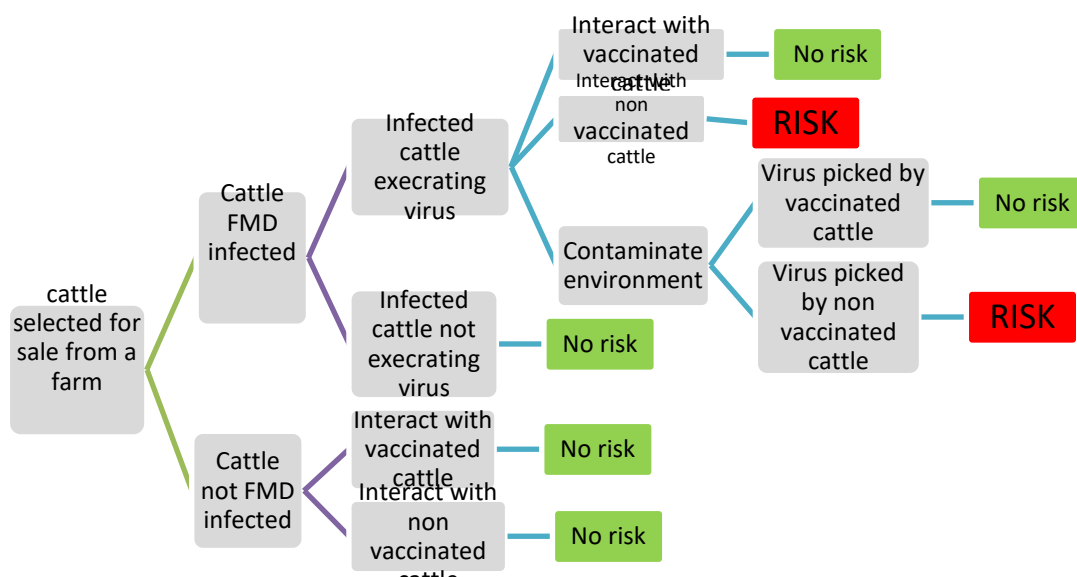 cattle
selected for
sale from a
farm
Cattle
FMD
infected
Cattle
not FMD
infected
Infected
cattle
execrating
virus
Infected
cattle not
execrating
virus
Interact with
vaccinated
cattle
Interact with
non
vaccinated
cattle
Interact with
vaccinated
cattle
Interact with
non
vaccinated
cattle
Contaminate
environment
No risk
No risk
No risk
No risk
RISK
Virus picked by
vaccinated
cattle
Virus picked
by non
vaccinated
cattle
No risk
RISK